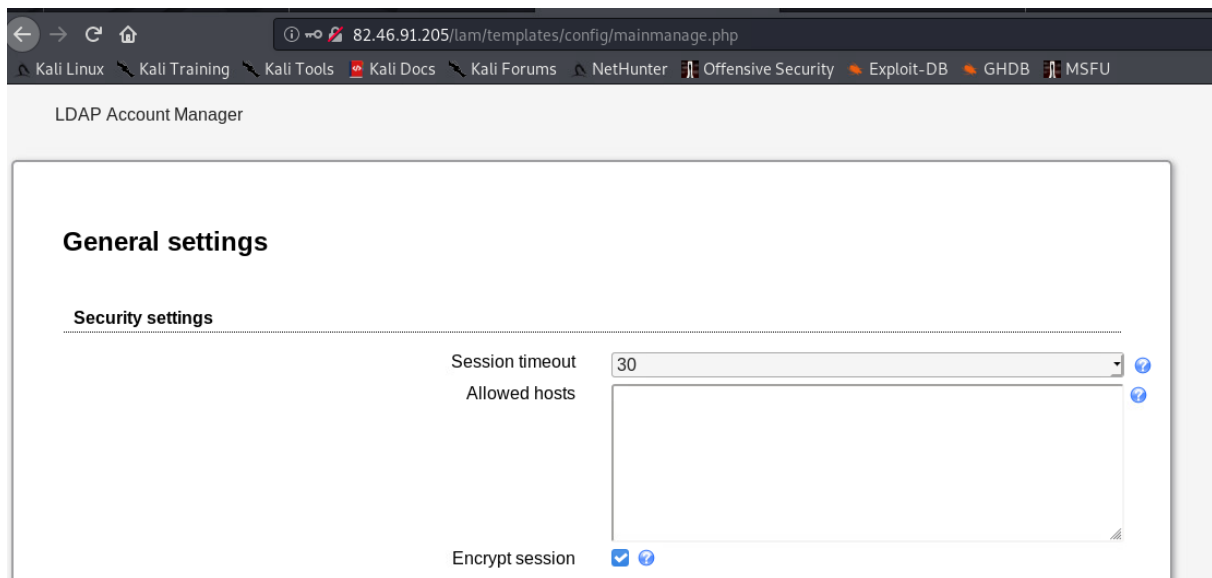 82.46.91.205/lam/templates/config/mainmanage.php
Kali Linux Kali Training Kali Tools Kali Docs Kali Forums NetHunter Offensive Security Exploit-DB GHDB MSFU
LDAP Account Manager
General settings
Security settings
Session timeout 30
Allowed hosts
Encrypt session